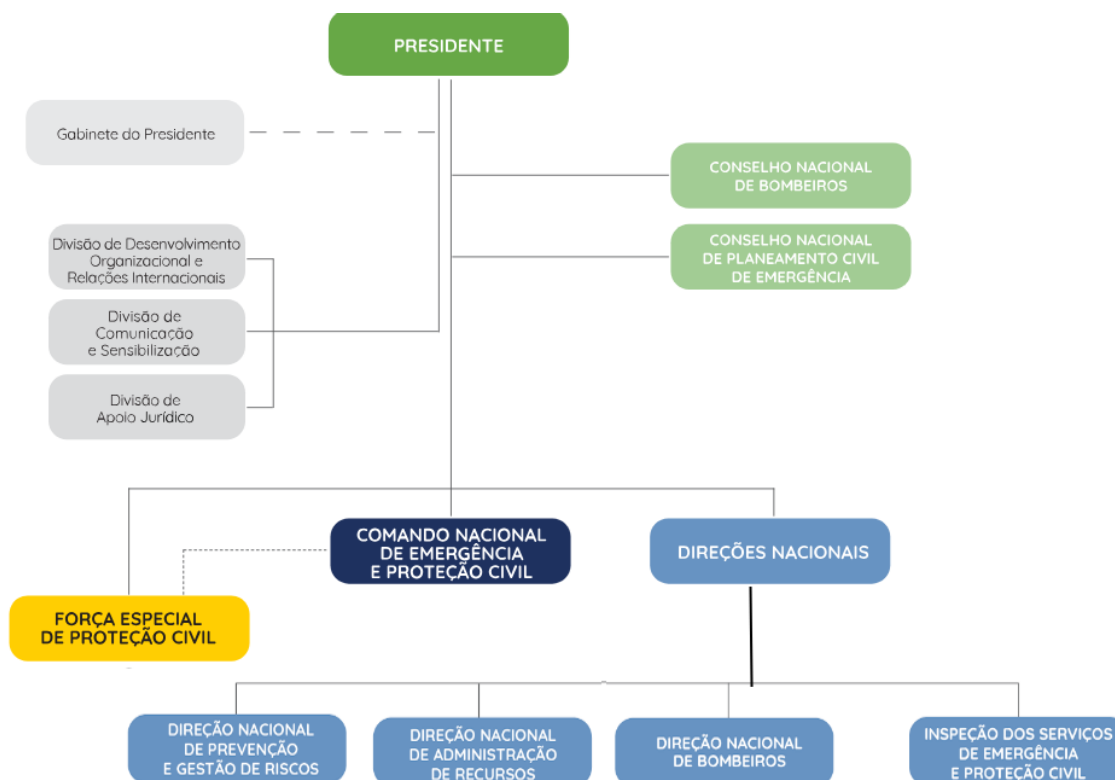 PRESIDENTE
Gabinete do Presidente
CONSELHO NACIONAL
DE BOMBEIROS
Divisão de Desenvolvimento
Organizacional e
Relações Internacionais
CONSELHO NACIONAL
DE PLANEAMENTO CIVIL
DE EMERGÊNCIA
Divisão de
Comunicação
e Sensibilização
Divisão de
Apoio Jurídico
COMANDO NACIONAL
DE EMERGÊNCIA
E PROTEÇÃO CIVIL
DIREÇÕES NACIONAIS
FORÇA ESPECIAL
DE PROTEÇÃO CIVIL
DIREÇÃO NACIONAL
DE PREVENÇÃO
E GESTÃO DE RISCOS
DIREÇÃO NACIONAL
DE ADMINISTRAÇÃO
DE RECURSOS
DIREÇÃO NACIONAL
DE BOMBEIROS
INSPEÇÃO DOS SERVIÇOS
DE EMERGÊNCIA
E PROTEÇÃO CIVIL